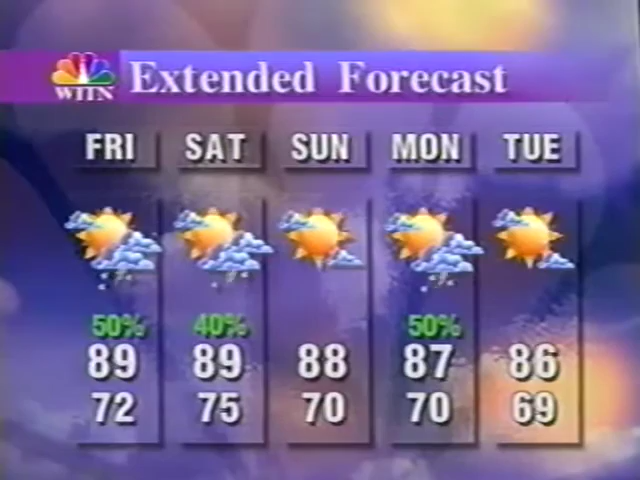 WITN Extended Forecast
FRI SAT SUN MON TUE
50% 40% 50%
89 89 88 87 86
72 75 70 70 69